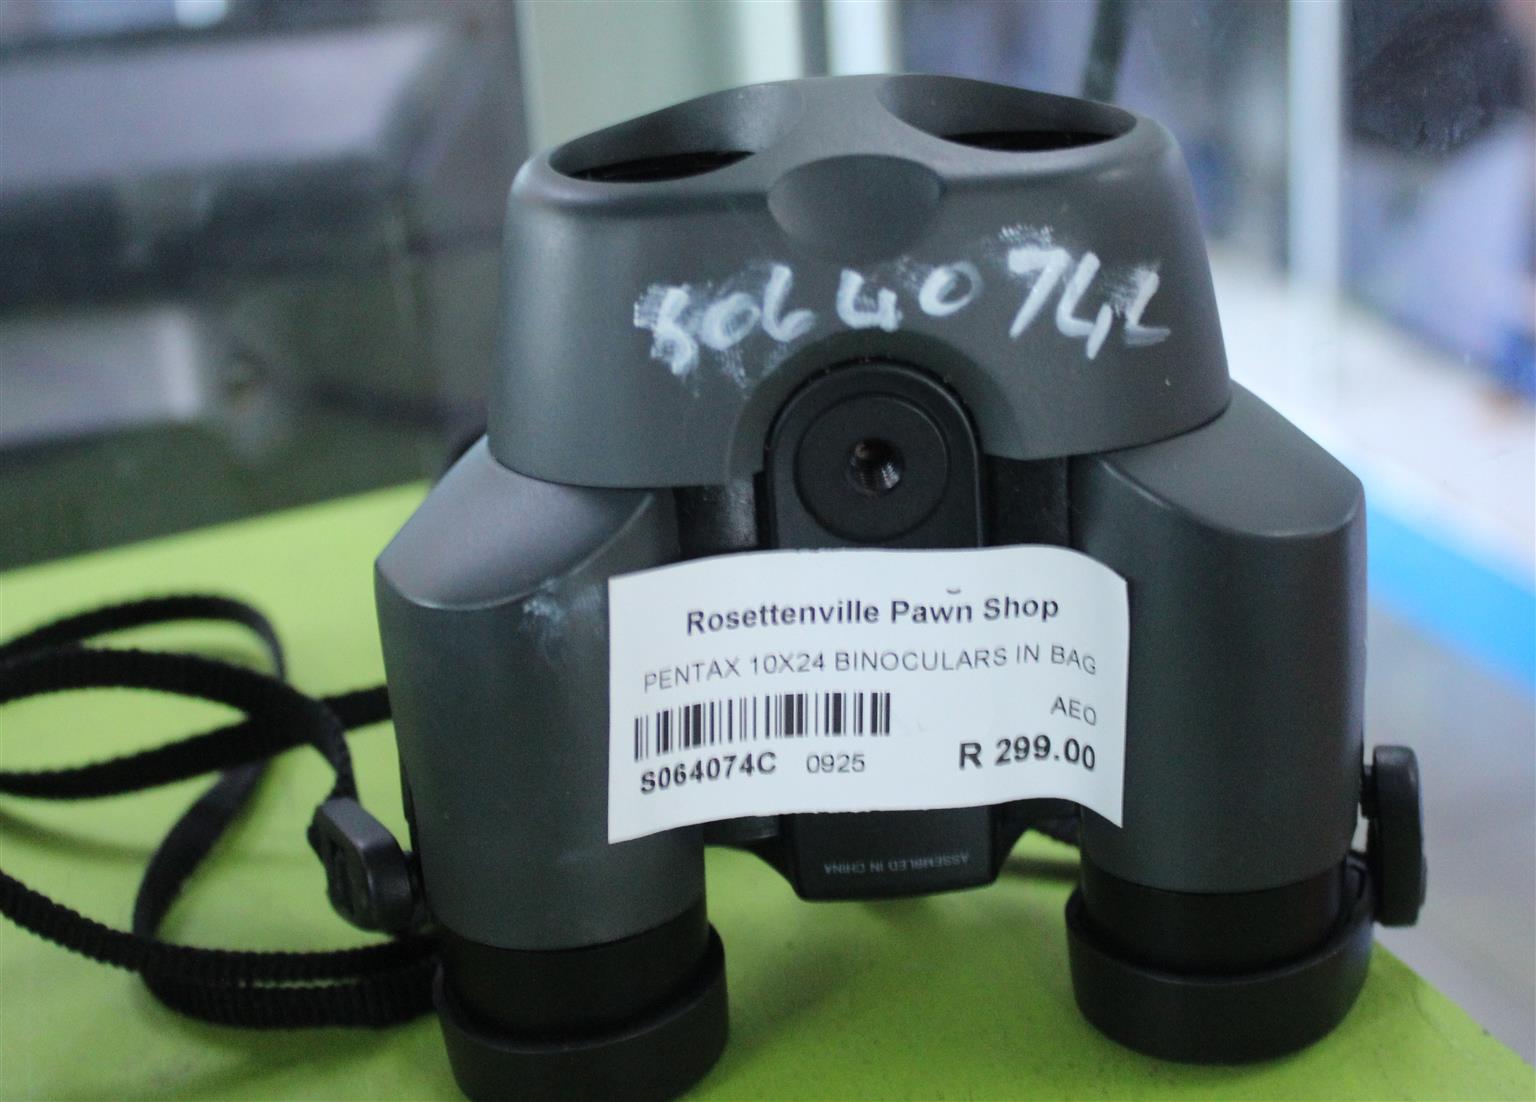 S064074C
Rosettenville Pawn Shop
PENTAX 10X24 BINOCULARS IN BAG
AEO
S064074C 0925 R 299.00
ASSEMBLED IN CHINA